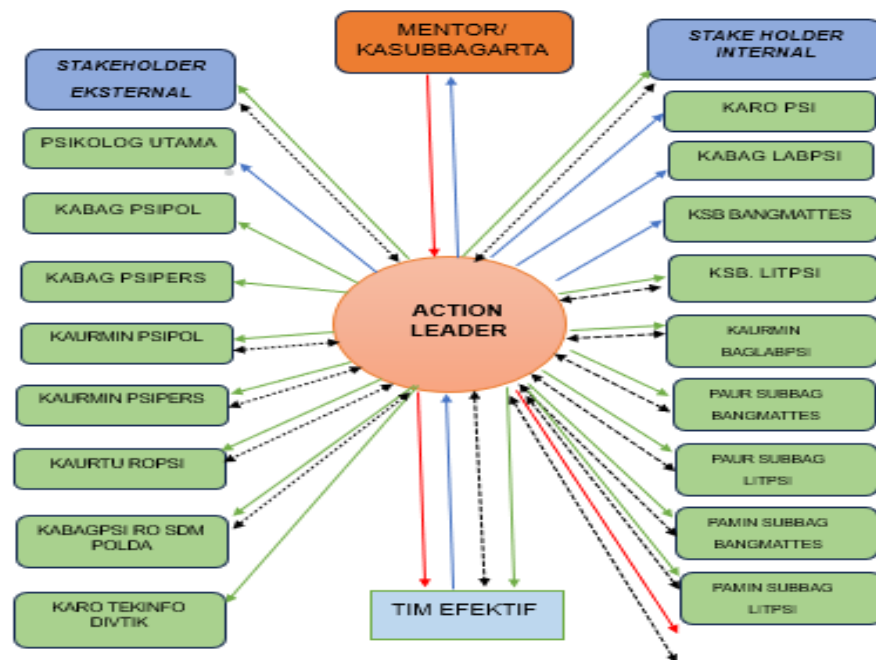 MENTOR/
KASUBBAGARTA
STAKEHOLDER
EKSTERNAL
PSIKOLOG UTAMA
KABAG PSIPOL
KABAG PSIPERS
KAURMIN PSIPOL
KAURMIN PSIPERS
KAURTU ROPSI
KABAGPSI RO SDM
POLDA
KARO TEKINFO
DIVTIK
ACTION
LEADER
TIM EFEKTIF
STAKE HOLDER
INTERNAL
KARO PSI
KABAG LABPSI
KSB BANGMATTES
KSB. LITPSI
KAURMIN
BAGLABPSI
PAUR SUBBAG
BANGMATTES
PAUR SUBBAG
LITPSI
PAMIN SUBBAG
BANGMATTES
PAMIN SUBBAG
LITPSI